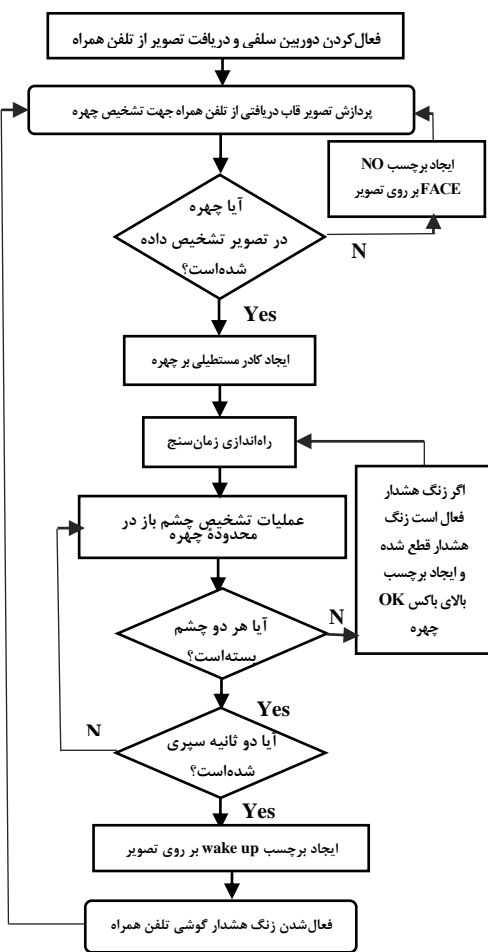 فعال‌کردن دوربین سلفی و دریافت تصویر از تلفن همراه
پردازش تصویر قاب دریافتی از تلفن همراه جهت تشخیص چهره
ایجاد برچسب NO
FACE بر روی تصویر
آیا چهره
در تصویر تشخیص داده
شده‌است؟
N
Yes
ایجاد کادر مستطیلی بر چهره
راه‌اندازی زمان‌سنج
اگر زنگ هشدار
فعال است زنگ
هشدار قطع شده
و ایجاد برچسب
OK بالای باکس
چهره
عملیات تشخیص چشم باز در
محدودهٔ چهره
آیا هر دو چشم
بسته‌است؟
N
Yes
آیا دو ثانیه سپری
شده‌است؟
N
Yes
ایجاد برچسب wake up بر روی تصویر
فعال‌شدن زنگ هشدار گوشی تلفن همراه